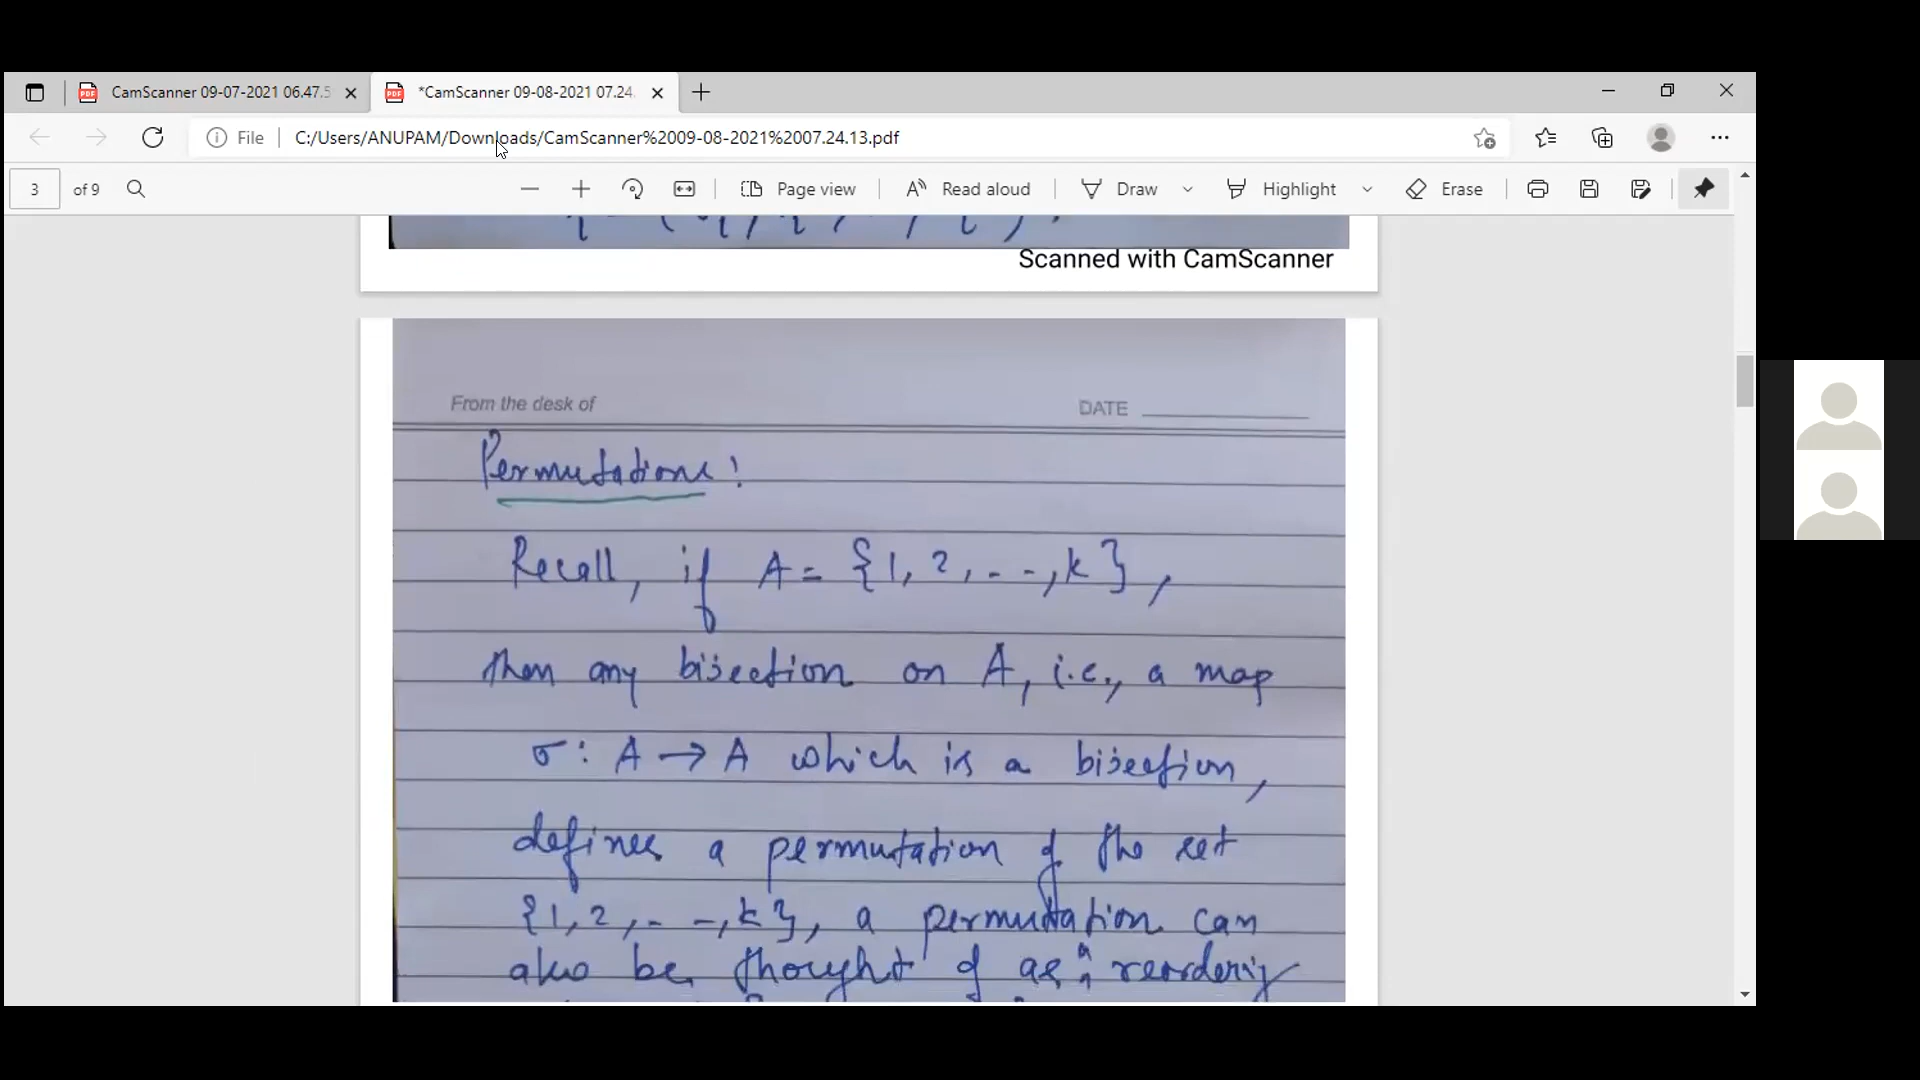 CamScanner 09-07-2021 06.47.5
*CamScanner 09-08-2021 07.24
File
C:/Users/ANUPAM/Downloads/CamScanner%2009-08-2021%2007.24.13.pdf
3 of 9
Page view
Read aloud
Draw
Highlight
Erase
Scanned with CamScanner
From the desk of
DATE
Permutations:
Recall, if A = {1, 2, - - -, k},
then any bijection on A, i.e., a map
σ: A → A which is a bijection,
defines a permutation of the set
{1, 2, - - -, k}, a permutation can
also be thought of as a reordering